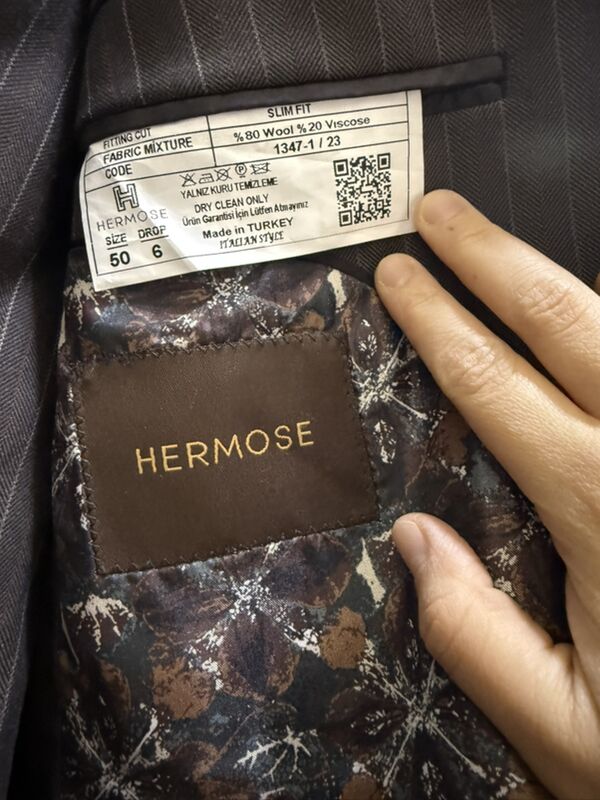 FITTING CUT SLIM FIT
FABRIC MIXTURE %80 Wool %20 Viscose
CODE 1347-1 / 23
HERMOSE
SIZE DROP
50 6
YALNIZ KURU TEMİZLEME
DRY CLEAN ONLY
Ürün Garantisi İçin Lütfen Atmayınız
Made in TURKEY
ITALIAN STYLE
HERMOSE